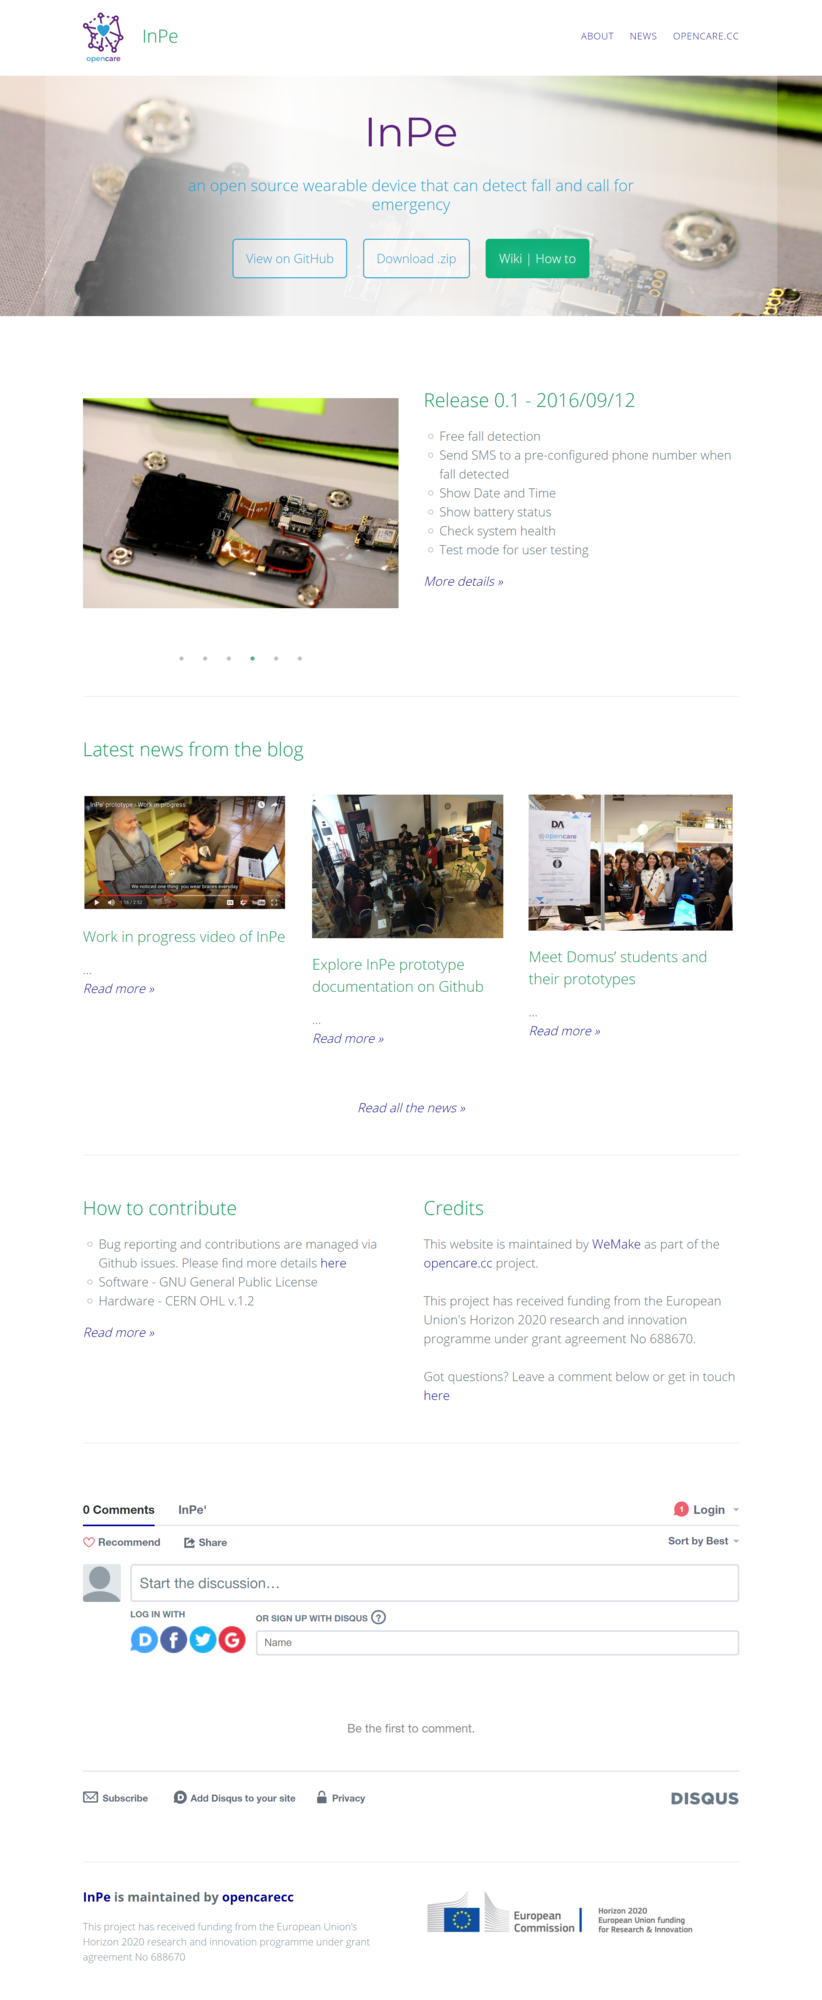 opencare
InPe
ABOUT
NEWS
OPENCARE.CC
InPe
an open source wearable device that can detect fall and call for
emergency
View on GitHub
Download .zip
Wiki | How to
Release 0.1 - 2016/09/12
Free fall detection
Send SMS to a pre-configured phone number when
fall detected
Show Date and Time
Show battery status
Check system health
Test mode for user testing
More details »
Latest news from the blog
InPe' prototype - Work in progress
We noticed one thing: you wear braces everyday
1:16 / 2:52
Work in progress video of InPe
...
Read more »
Explore InPe prototype
documentation on Github
...
Read more »
DA
opencare
Meet Domus’ students and
their prototypes
...
Read more »
Read all the news »
How to contribute
Bug reporting and contributions are managed via
Github issues. Please find more details here
Software - GNU General Public License
Hardware - CERN OHL v.1.2
Read more »
Credits
This website is maintained by WeMake as part of the
opencare.cc project.
This project has received funding from the European
Union's Horizon 2020 research and innovation
programme under grant agreement No 688670.
Got questions? Leave a comment below or get in touch
here
0 Comments
InPe'
1
Login
Recommend
Share
Sort by Best
Start the discussion…
LOG IN WITH
OR SIGN UP WITH DISQUS ?
D
f
G
Name
Be the first to comment.
Subscribe
D Add Disqus to your site
Privacy
DISQUS
InPe is maintained by opencarecc
This project has received funding from the European Union's
Horizon 2020 research and innovation programme under grant
agreement No 688670
European
Commission
Horizon 2020
European Union funding
for Research & Innovation